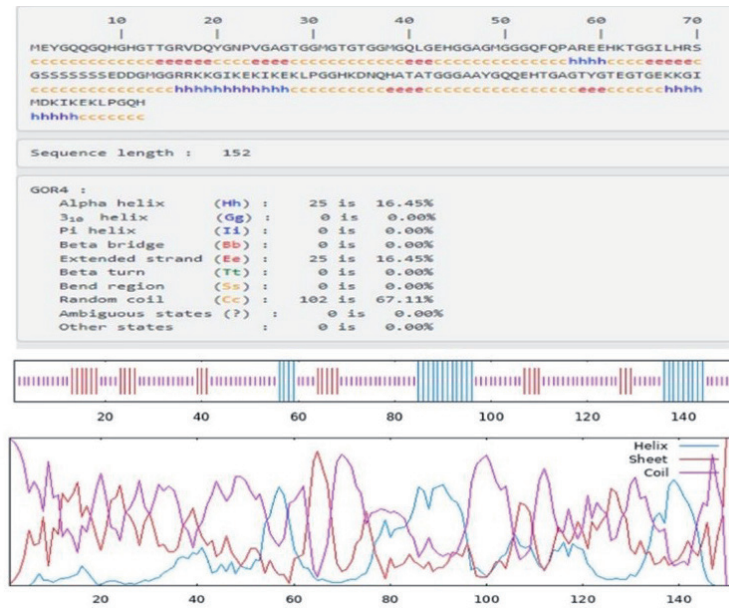 10 20 30 40 50 60 70
| | | | | | |
MEYGQQGQHGHGTTGRVDQYGNPVGAGTGGMGTGTGGMGQLGEHGGAGMGGGQFQPAREEHKTGGILHRS
ccccccccccccceeeeeecccceeeecccccccccccceeecccccccccccccchhhhcccceeeeec
GSSSSSSSEDDGMGGRRKKGIKEKIKEKLPGGHKDNQHATATGGGAAYGQQEHTGAGTYGTEGTGEKKGI
ccccccccccccccchhhhhhhhhhhhcccccccccceeeecccccccccccccccceeecccccchhhh
MDKIKEKLPGQH
hhhhhccccccc
Sequence length : 152
GOR4 :
Alpha helix (Hh) : 25 is 16.45%
3₁₀ helix (Gg) : 0 is 0.00%
Pi helix (Ii) : 0 is 0.00%
Beta bridge (Bb) : 0 is 0.00%
Extended strand (Ee) : 25 is 16.45%
Beta turn (Tt) : 0 is 0.00%
Bend region (Ss) : 0 is 0.00%
Random coil (Cc) : 102 is 67.11%
Ambiguous states (?) : 0 is 0.00%
Other states : 0 is 0.00%
20 40 60 80 100 120 140
Helix
Sheet
Coil
20 40 60 80 100 120 140